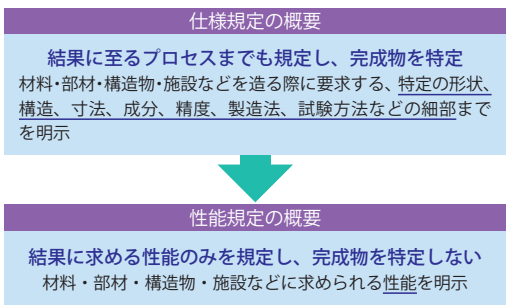 仕様規定の概要
結果に至るプロセスまでも規定し、完成物を特定
材料・部材・構造物・施設などを造る際に要求する、特定の形状、
構造、寸法、成分、精度、製造法、試験方法などの細部まで
を明示
性能規定の概要
結果に求める性能のみを規定し、完成物を特定しない
材料・部材・構造物・施設などに求められる性能を明示